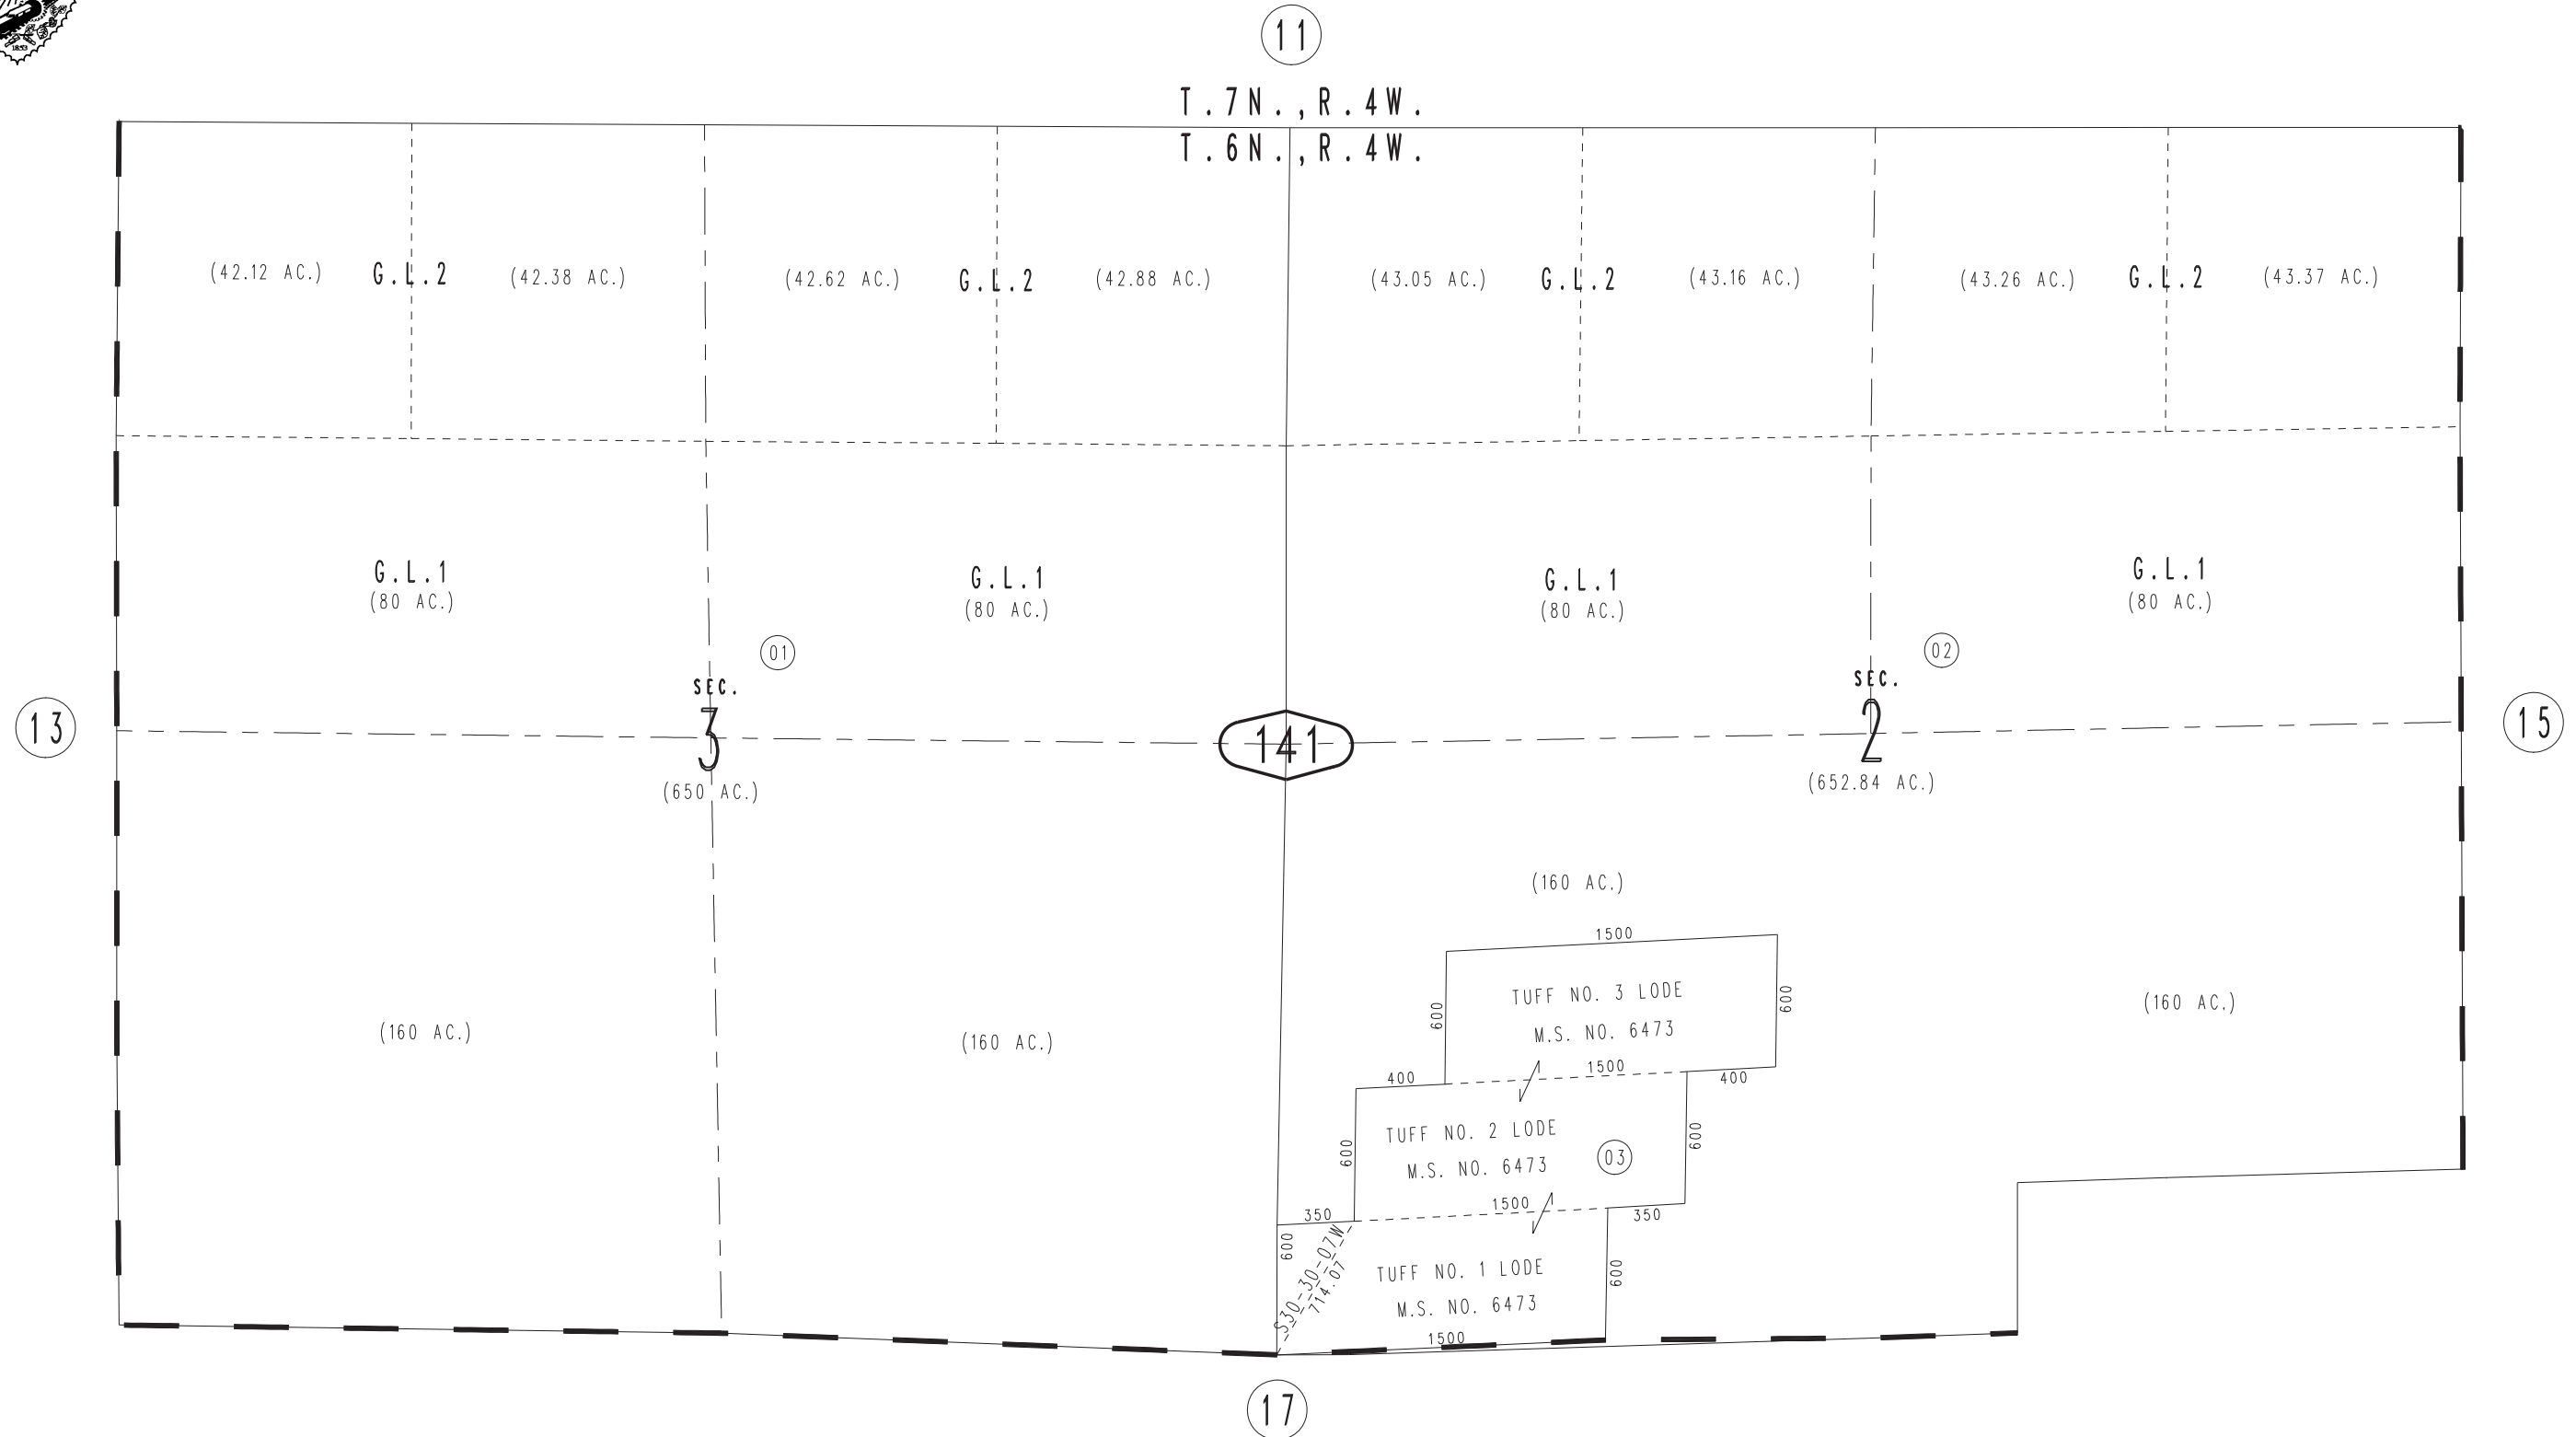 1853
11
T.7N.,R.4W.
T.6N.,R.4W.
(42.12 AC.) G.L.2 (42.38 AC.)
(42.62 AC.) G.L.2 (42.88 AC.)
(43.05 AC.) G.L.2 (43.16 AC.)
(43.26 AC.) G.L.2 (43.37 AC.)
G.L.1
(80 AC.)
G.L.1
(80 AC.)
G.L.1
(80 AC.)
G.L.1
(80 AC.)
01
02
SEC.
3
(650 AC.)
SEC.
2
(652.84 AC.)
13
141
15
(160 AC.)
(160 AC.)
(160 AC.)
(160 AC.)
1500
600
TUFF NO. 3 LODE
M.S. NO. 6473
600
400
1500
400
600
TUFF NO. 2 LODE
M.S. NO. 6473
03
600
350
1500
350
600
S30-30-07W
714.07
TUFF NO. 1 LODE
M.S. NO. 6473
600
1500
17